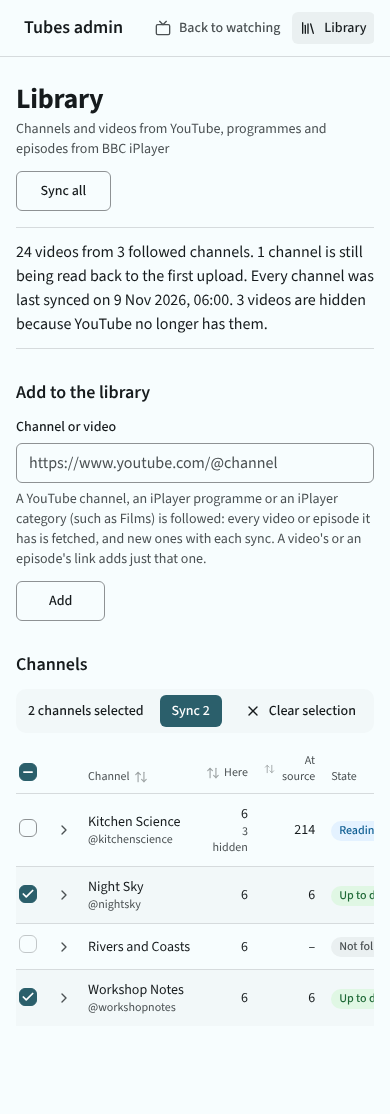 Tubes admin
Back to watching
Library
Library
Channels and videos from YouTube, programmes and
episodes from BBC iPlayer
Sync all
24 videos from 3 followed channels. 1 channel is still
being read back to the first upload. Every channel was
last synced on 9 Nov 2026, 06:00. 3 videos are hidden
because YouTube no longer has them.
Add to the library
Channel or video
https://www.youtube.com/@channel
A YouTube channel, an iPlayer programme or an iPlayer
category (such as Films) is followed: every video or episode it
has is fetched, and new ones with each sync. A video's or an
episode's link adds just that one.
Add
Channels
2 channels selected
Sync 2
Clear selection
Channel
Here
At
source
State
Kitchen Science
@kitchenscience
6
3
hidden
214
Night Sky
@nightsky
6
6
Up to
Rivers and Coasts
6
–
Not
Workshop Notes
@workshopnotes
6
6
Up to